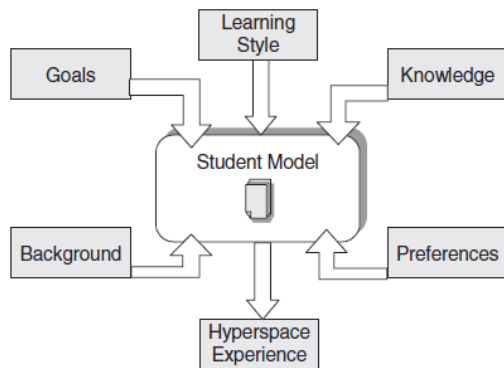 Learning
Style
Goals
Knowledge
Student Model
Background
Preferences
Hyperspace
Experience